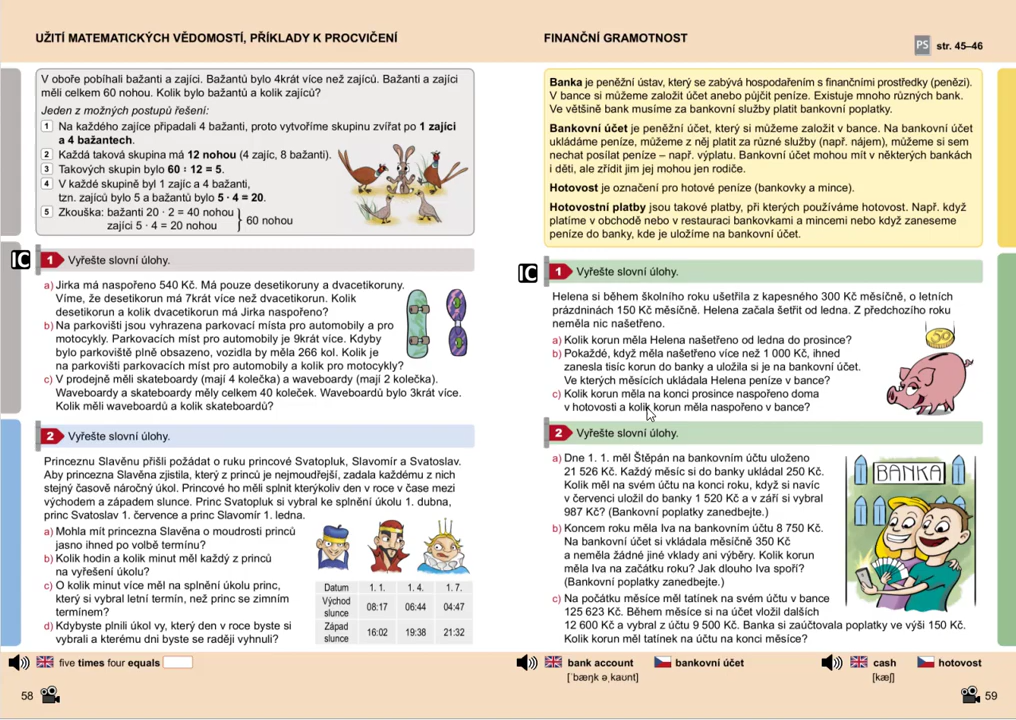 UŽITÍ MATEMATICKÝCH VĚDOMOSTÍ, PŘÍKLADY K PROCVIČENÍ
V oboře pobíhali bažanti a zajíci. Bažantů bylo 4krát více než zajíců. Bažanti a zajíci
měli celkem 60 nohou. Kolik bylo bažantů a kolik zajíců?
Jeden z možných postupů řešení:
1 Na každého zajíce připadali 4 bažanti, proto vytvoříme skupinu zvířat po 1 zajíci
a 4 bažantech.
2 Každá taková skupina má 12 nohou (4 zajíc, 8 bažantů).
3 Takových skupin bylo 60 : 12 = 5.
4 V každé skupině byl 1 zajíc a 4 bažanti,
tzn. zajíců bylo 5 a bažantů bylo 5 · 4 = 20.
5 Zkouška: bažanti 20 · 2 = 40 nohou
zajíci 5 · 4 = 20 nohou } 60 nohou
IC 1 Vyřešte slovní úlohy.
a) Jirka má naspořeno 540 Kč. Má pouze desetikoruny a dvacetikoruny.
Víme, že desetikorun má 7krát více než dvacetikorun. Kolik
desetikorun a kolik dvacetikorun má Jirka naspořeno?
b) Na parkovišti jsou vyhrazena parkovací místa pro automobily a pro
motocykly. Parkovacích míst pro automobily je 9krát více. Kdyby
bylo parkoviště plně obsazeno, vozidla by měla 266 kol. Kolik je
na parkovišti parkovacích míst pro automobily a kolik pro motocykly?
c) V prodejně měli skateboardy (mají 4 kolečka) a waveboardy (mají 2 kolečka).
Waveboardy a skateboardy měly celkem 40 koleček. Waveboardů bylo 3krát více.
Kolik měli waveboardů a kolik skateboardů?
2 Vyřešte slovní úlohy.
Princeznu Slavěnu přišli požádat o ruku princové Svatopluk, Slavomír a Svatoslav.
Aby princezna Slavěna zjistila, který z princů je nejmoudřejší, zadala každému z nich
stejný časově náročný úkol. Princové ho měli splnit kterýkoliv den v roce v čase mezi
východem a západem slunce. Princ Svatopluk si vybral ke splnění úkolu 1. dubna,
princ Svatoslav 1. července a princ Slavomír 1. ledna.
a) Mohla mít princezna Slavěna o moudrosti princů
jasno ihned po volbě termínu?
b) Kolik hodin a kolik minut měl každý z princů
na vyřešení úkolu?
c) O kolik minut více měl na splnění úkolu princ,
který si vybral letní termín, než princ se zimním
termínem?
d) Kdybyste plnili úkol vy, který den v roce byste si
vybrali a kterému dni byste se raději vyhnuli?
Datum 1. 1. 1. 4. 1. 7.
Východ slunce 08:17 06:44 04:47
Západ slunce 16:02 19:38 21:32
five times four equals
58
FINANČNÍ GRAMOTNOST
PS str. 45–46
Banka je peněžní ústav, který se zabývá hospodařením s finančními prostředky (penězi).
V bance si můžeme založit účet anebo půjčit peníze. Existuje mnoho různých bank.
Ve většině bank musíme za bankovní služby platit bankovní poplatky.
Bankovní účet je peněžní účet, který si můžeme založit v bance. Na bankovní účet
ukládáme peníze, můžeme z něj platit za různé služby (např. nájem), můžeme si sem
nechat posílat peníze – např. výplatu. Bankovní účet mohou mít v některých bankách
i děti, ale zřídit jim jej mohou jen rodiče.
Hotovost je označení pro hotové peníze (bankovky a mince).
Hotovostní platby jsou takové platby, při kterých používáme hotovost. Např. když
platíme v obchodě nebo v restauraci bankovkami a mincemi nebo když zaneseme
peníze do banky, kde je uložíme na bankovní účet.
IC 1 Vyřešte slovní úlohy.
Helena si během školního roku ušetřila z kapesného 300 Kč měsíčně, o letních
prázdninách 150 Kč měsíčně. Helena začala šetřit od ledna. Z předchozího roku
neměla nic našetřeno.
a) Kolik korun měla Helena našetřeno od ledna do prosince?
b) Pokaždé, když měla našetřeno více než 1 000 Kč, ihned
zanesla tisíc korun do banky a uložila si je na bankovní účet.
Ve kterých měsících ukládala Helena peníze v bance?
c) Kolik korun měla na konci prosince naspořeno doma
v hotovosti a kolik korun měla naspořeno v bance?
50
2 Vyřešte slovní úlohy.
a) Dne 1. 1. měl Štěpán na bankovním účtu uloženo
21 526 Kč. Každý měsíc si do banky ukládal 250 Kč.
Kolik měl na svém účtu na konci roku, když si navíc
v červenci uložil do banky 1 520 Kč a v září si vybral
987 Kč? (Bankovní poplatky zanedbejte.)
b) Koncem roku měla Iva na bankovním účtu 8 750 Kč.
Na bankovní účet si vkládala měsíčně 350 Kč
a neměla žádné jiné vklady ani výběry. Kolik korun
měla Iva na začátku roku? Jak dlouho Iva spoří?
(Bankovní poplatky zanedbejte.)
c) Na počátku měsíce měl tatínek na svém účtu v bance
125 623 Kč. Během měsíce si na účet vložil dalších
12 600 Kč a vybral z účtu 9 500 Kč. Banka si zaúčtovala poplatky ve výši 150 Kč.
Kolik korun měl tatínek na účtu na konci měsíce?
BANKA
bank account bankovní účet cash hotovost
[ˈbæŋk əˌkaunt] [kæʃ]
59